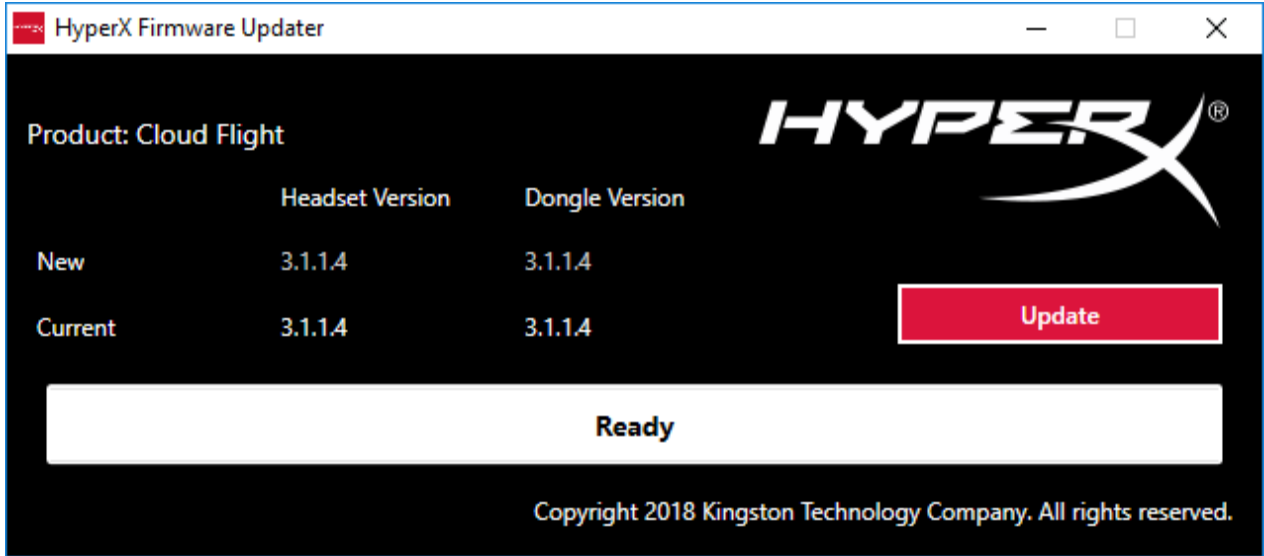 HyperX Firmware Updater
HYPERX®
Product: Cloud Flight
Headset Version Dongle Version
New 3.1.1.4 3.1.1.4
Current 3.1.1.4 3.1.1.4
Update
Ready
Copyright 2018 Kingston Technology Company. All rights reserved.